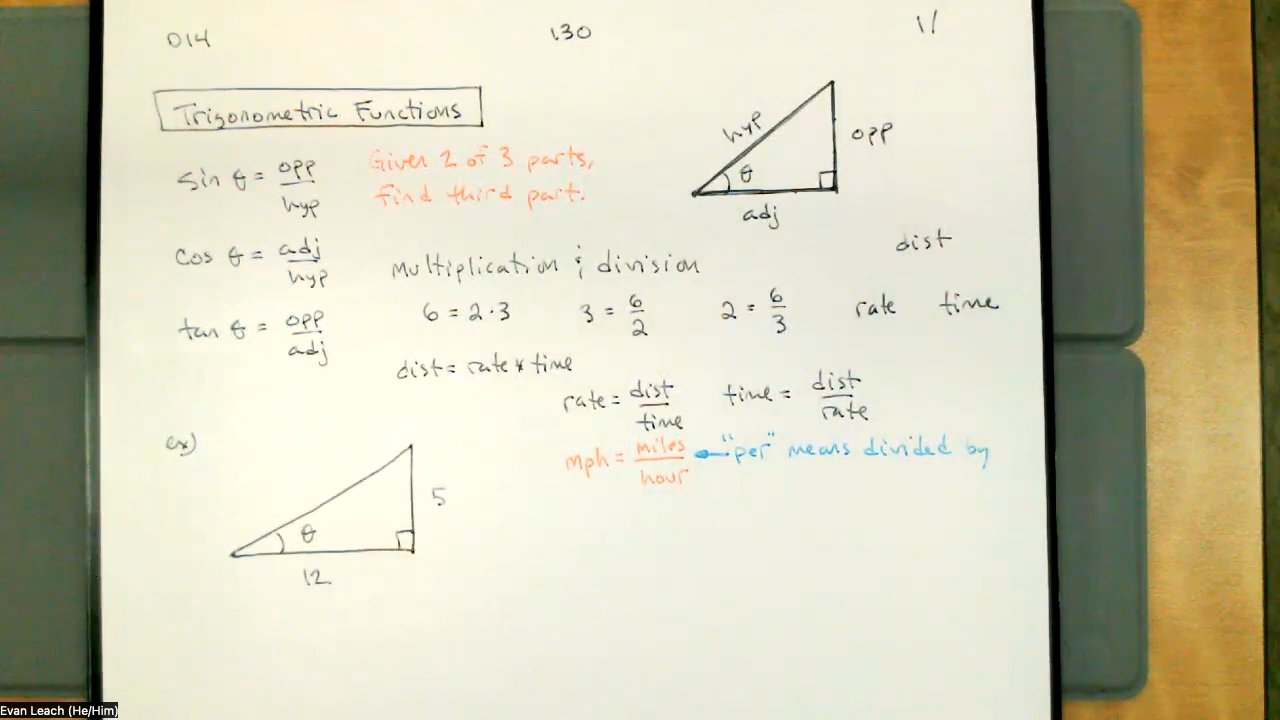 014 130 11
Trigonometric Functions
sin θ = opp/hyp
Given 2 of 3 parts,
find third part.
hyp
θ
opp
adj
cos θ = adj/hyp
Multiplication & division
dist
rate time
6 = 2·3 3 = 6/2 2 = 6/3
tan θ = opp/adj
dist = rate * time
rate = dist/time time = dist/rate
mph = miles/hour ← "per" means divided by
ex)
θ
5
12
Evan Leach (He/Him)